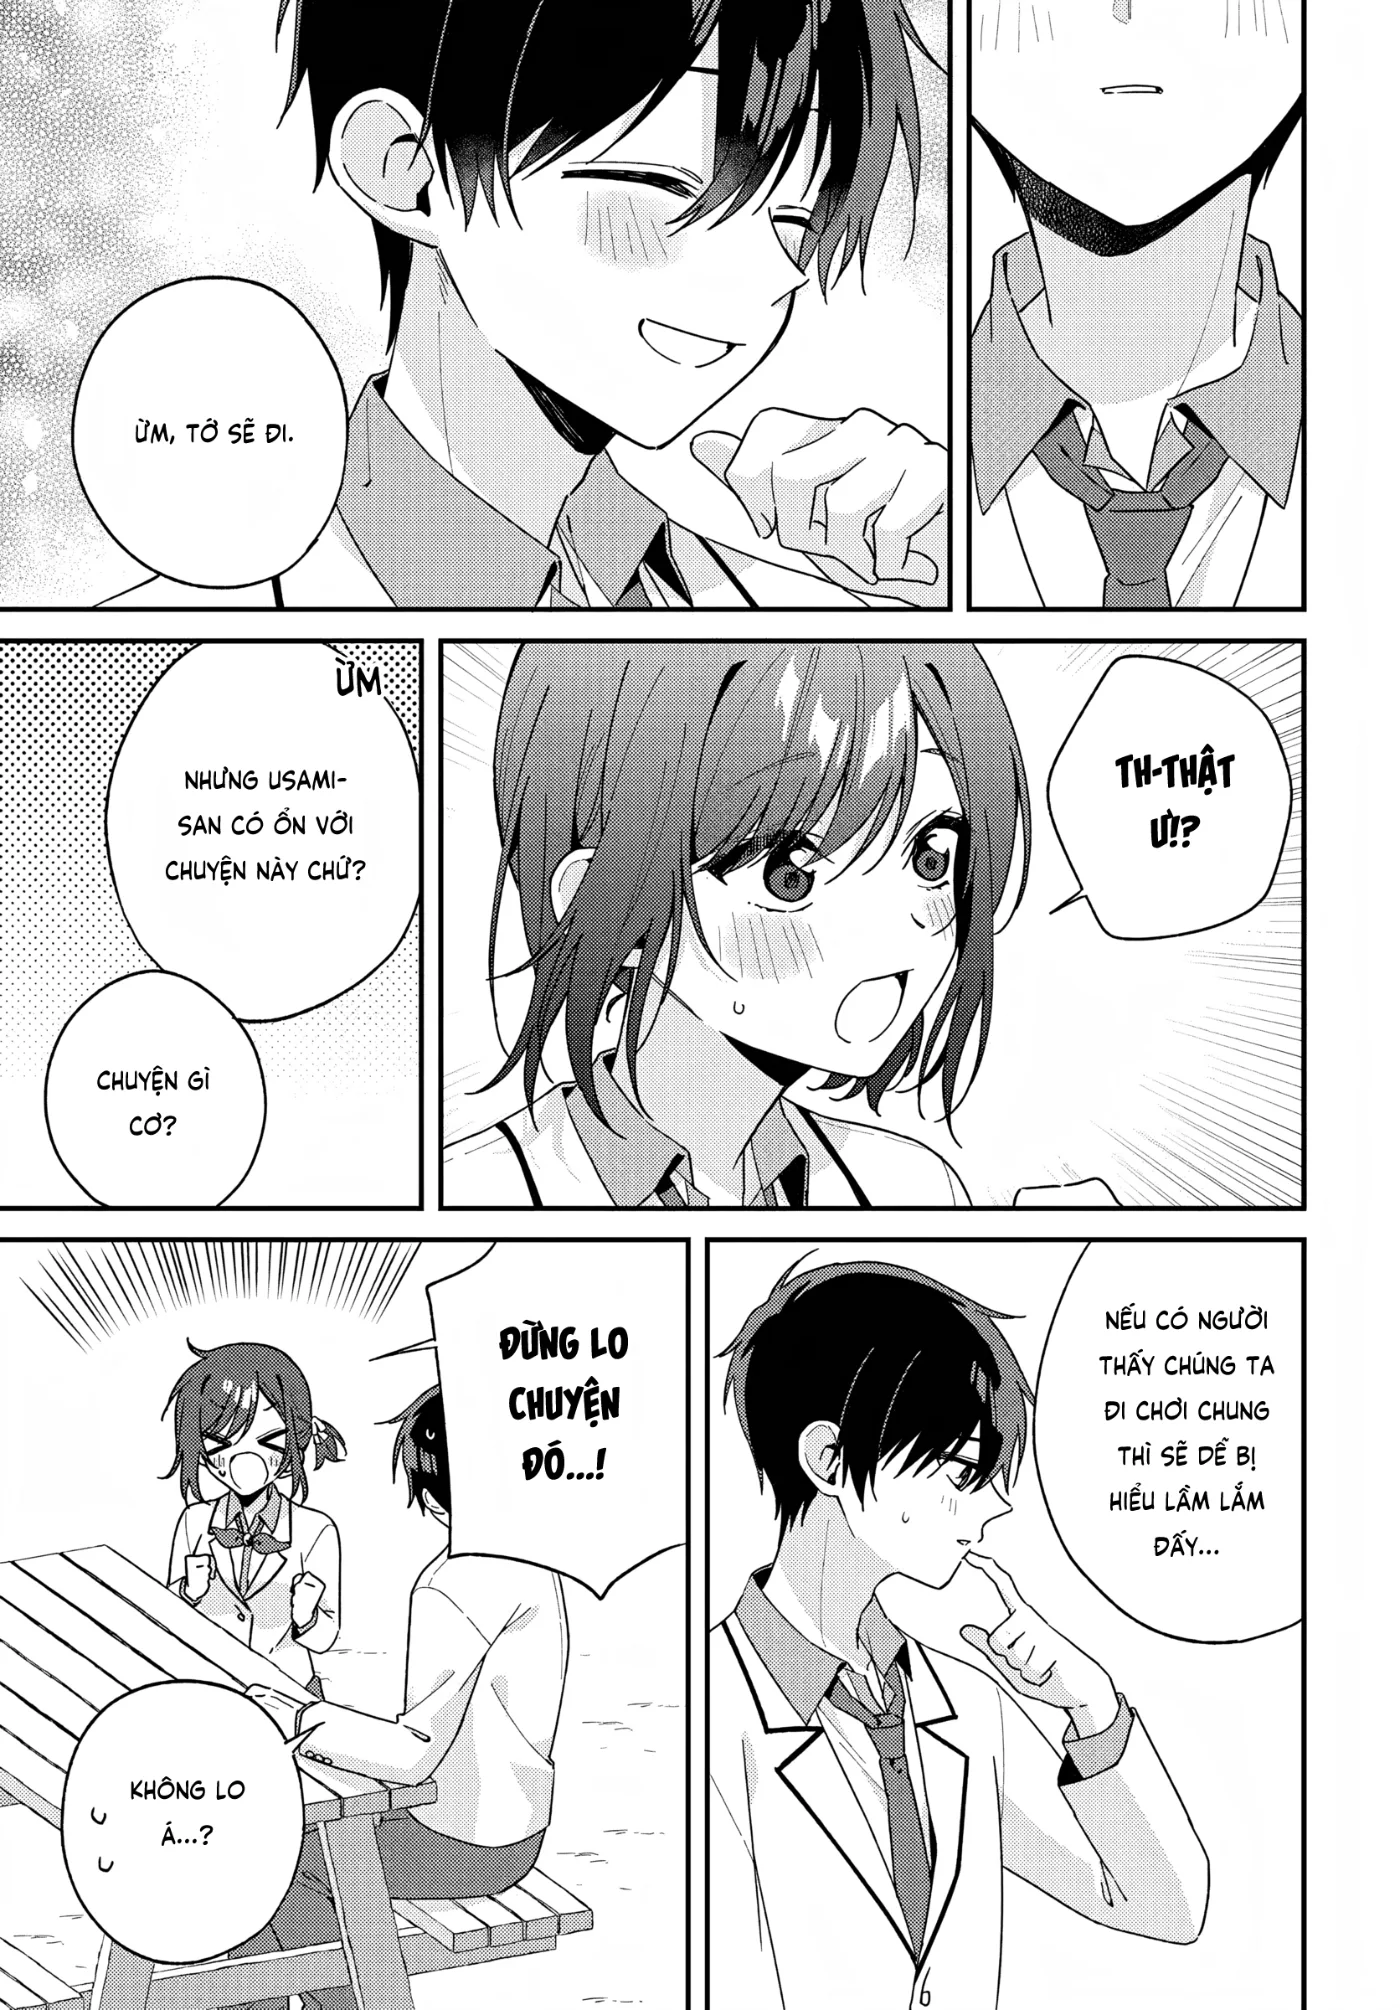 ỪM, TỚ SẼ ĐI.
TH-THẬT
Ư!?
ỪM
NHƯNG USAMI-
SAN CÓ ỔN VỚI
CHUYỆN NÀY CHỨ?
CHUYỆN GÌ
CƠ?
NẾU CÓ NGƯỜI
THẤY CHÚNG TA
ĐI CHƠI CHUNG
THÌ SẼ DỄ BỊ
HIỂU LẦM LẮM
ĐẤY...
ĐỪNG LO
CHUYỆN
ĐÓ...!
KHÔNG LO
Á...?